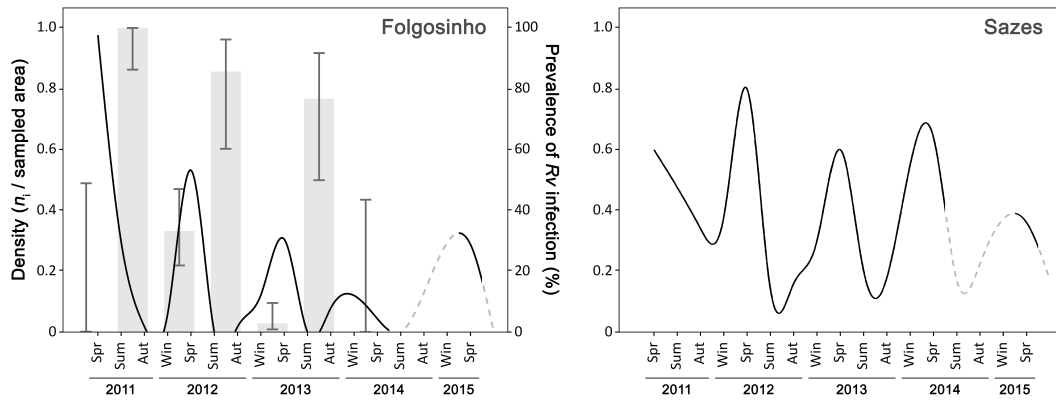 Folgosinho
Density (ni / sampled area)
1.0
0.8
0.6
0.4
0.2
0
100
80
60
40
20
0
Prevalence of Rv infection (%)
Spr Sum Aut Win Spr Sum Aut Win Spr Sum Aut Win Spr Sum Aut Win Spr
2011 2012 2013 2014 2015
Sazes
1.0
0.8
0.6
0.4
0.2
0
Spr Sum Aut Win Spr Sum Aut Win Spr Sum Aut Win Spr Sum Aut Win Spr
2011 2012 2013 2014 2015